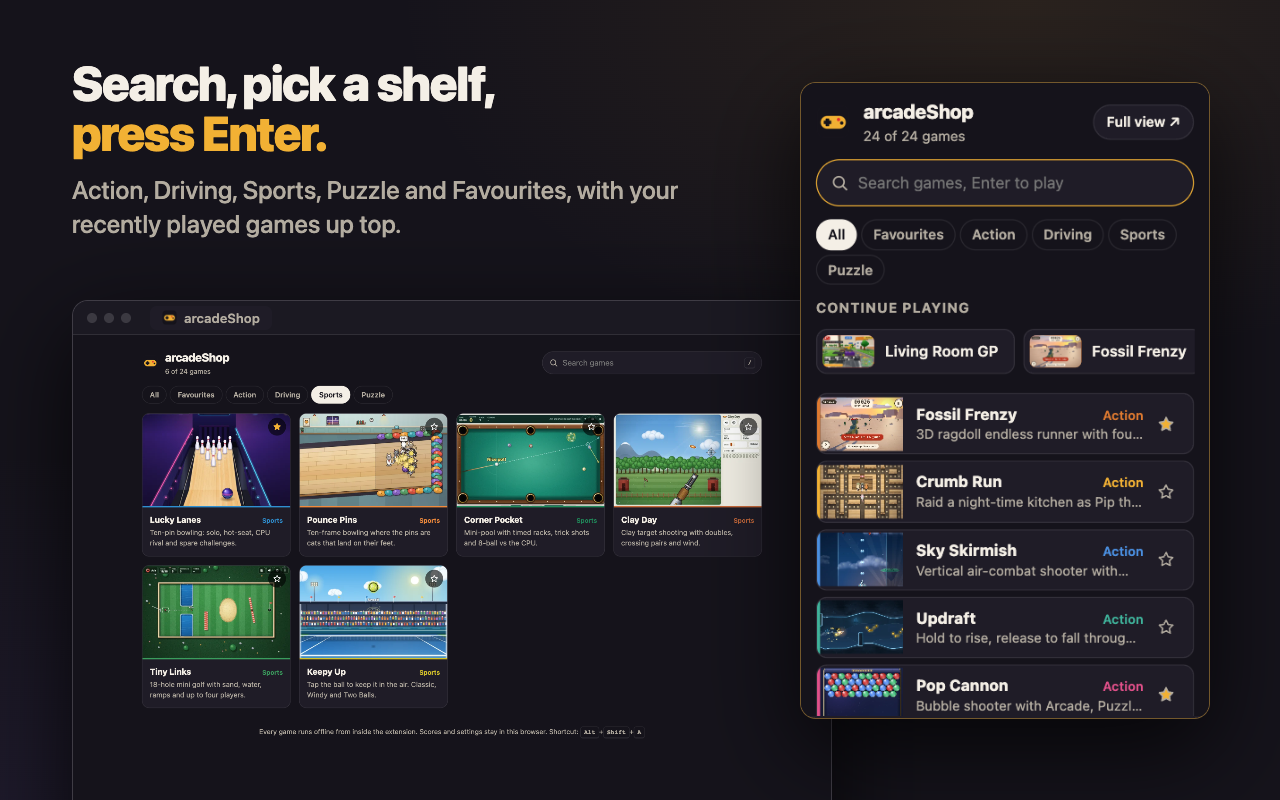 Search, pick a shelf,
press Enter.
Action, Driving, Sports, Puzzle and Favourites, with your
recently played games up top.
arcadeShop
arcadeShop
6 of 24 games
Search games
/
All
Favourites
Action
Driving
Sports
Puzzle
Lucky Lanes
Sports
Ten-pin bowling: solo, hot-seat, CPU
rival and spare challenges.
Pounce Pins
Sports
Ten-frame bowling where the pins are
cats that land on their feet.
Corner Pocket
Sports
Mini-pool with timed racks, trick shots
and 8-ball vs the CPU.
Clay Day
Sports
Clay target shooting with doubles,
crossing pairs and wind.
Tiny Links
Sports
18-hole mini golf with sand, water,
ramps and up to four players.
Keepy Up
Sports
Tap the ball to keep it in the air. Classic,
Windy and Two Balls.
Every game runs offline from inside the extension. Scores and settings stay in this browser. Shortcut: Alt + Shift + A
arcadeShop
24 of 24 games
Full view ↗
Search games, Enter to play
All
Favourites
Action
Driving
Sports
Puzzle
CONTINUE PLAYING
Living Room GP
Fossil Frenzy
Fossil Frenzy
Action
3D ragdoll endless runner with fou...
Crumb Run
Action
Raid a night-time kitchen as Pip th...
Sky Skirmish
Action
Vertical air-combat shooter with...
Updraft
Action
Hold to rise, release to fall throug...
Pop Cannon
Action
Bubble shooter with Arcade, Puzzl...